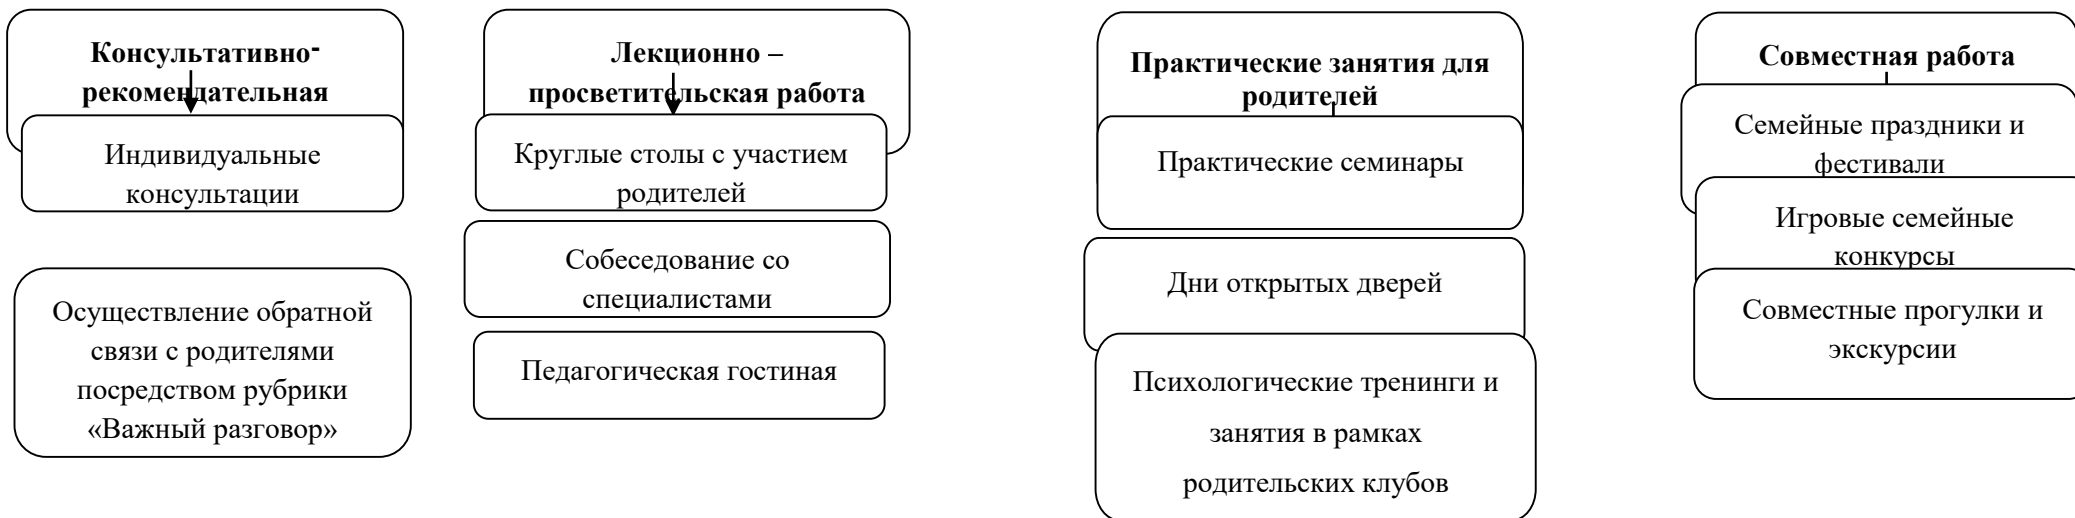 Консультативно-
рекомендательная
Индивидуальные
консультации
Осуществление обратной
связи с родителями
посредством рубрики
«Важный разговор»
Лекционно –
просветительская работа
Круглые столы с участием
родителей
Собеседование со
специалистами
Педагогическая гостиная
Практические занятия для
родителей
Практические семинары
Дни открытых дверей
Психологические тренинги и
занятия в рамках
родительских клубов
Совместная работа
Семейные праздники и
фестивали
Игровые семейные
конкурсы
Совместные прогулки и
экскурсии